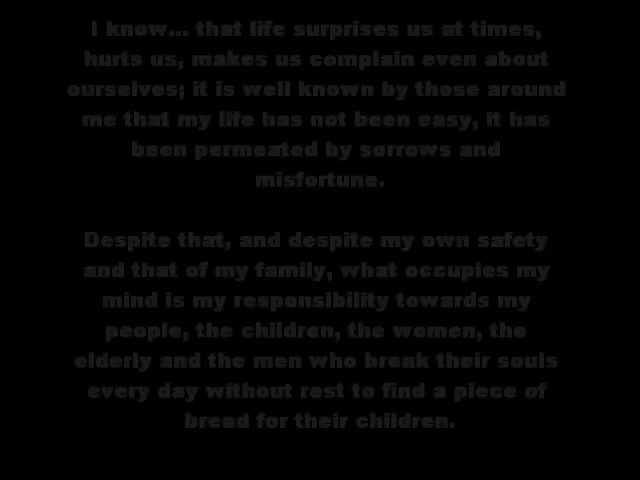 I know... that life surprises us at times,
hurts us, makes us complain even about
ourselves; it is well known by those around
me that my life has not been easy, it has
been permeated by sorrows and
misfortune.
Despite that, and despite my own safety
and that of my family, what occupies my
mind is my responsibility towards my
people, the children, the women, the
elderly and the men who break their souls
every day without rest to find a piece of
bread for their children.